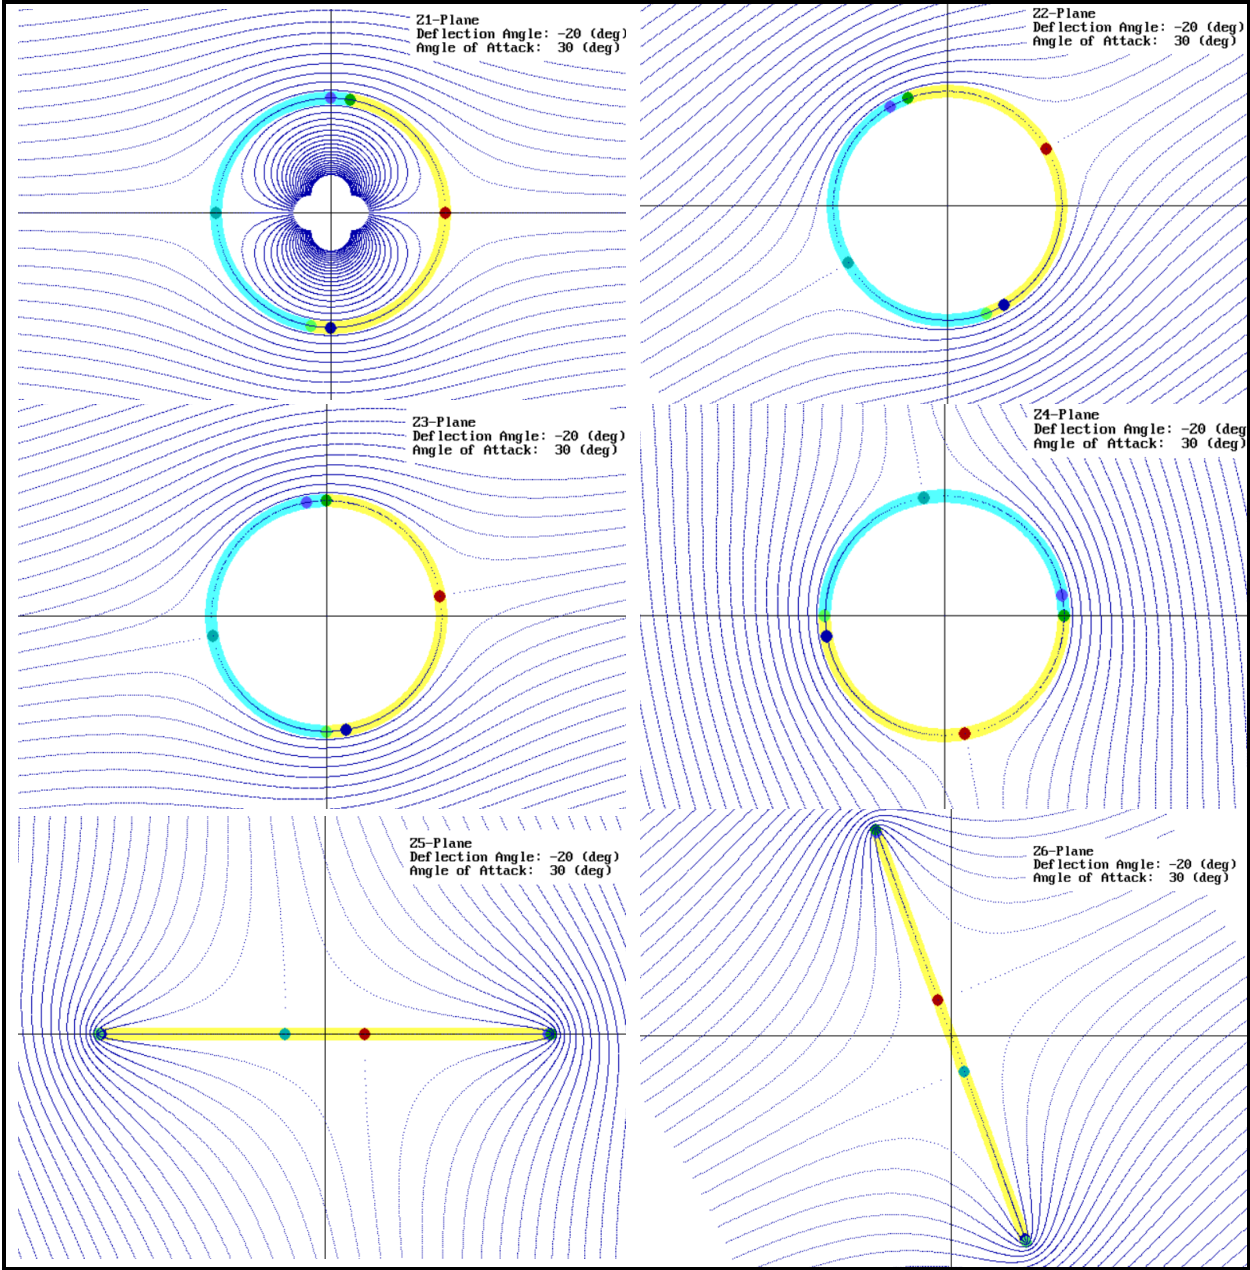 Z1-Plane
Deflection Angle: -20 (deg)
Angle of Attack:  30 (deg)
Z2-Plane
Deflection Angle: -20 (deg)
Angle of Attack:  30 (deg)
Z3-Plane
Deflection Angle: -20 (deg)
Angle of Attack:  30 (deg)
Z4-Plane
Deflection Angle: -20 (deg
Angle of Attack:  30 (deg)
Z5-Plane
Deflection Angle: -20 (deg)
Angle of Attack:  30 (deg)
Z6-Plane
Deflection Angle: -20 (deg)
Angle of Attack:  30 (deg)